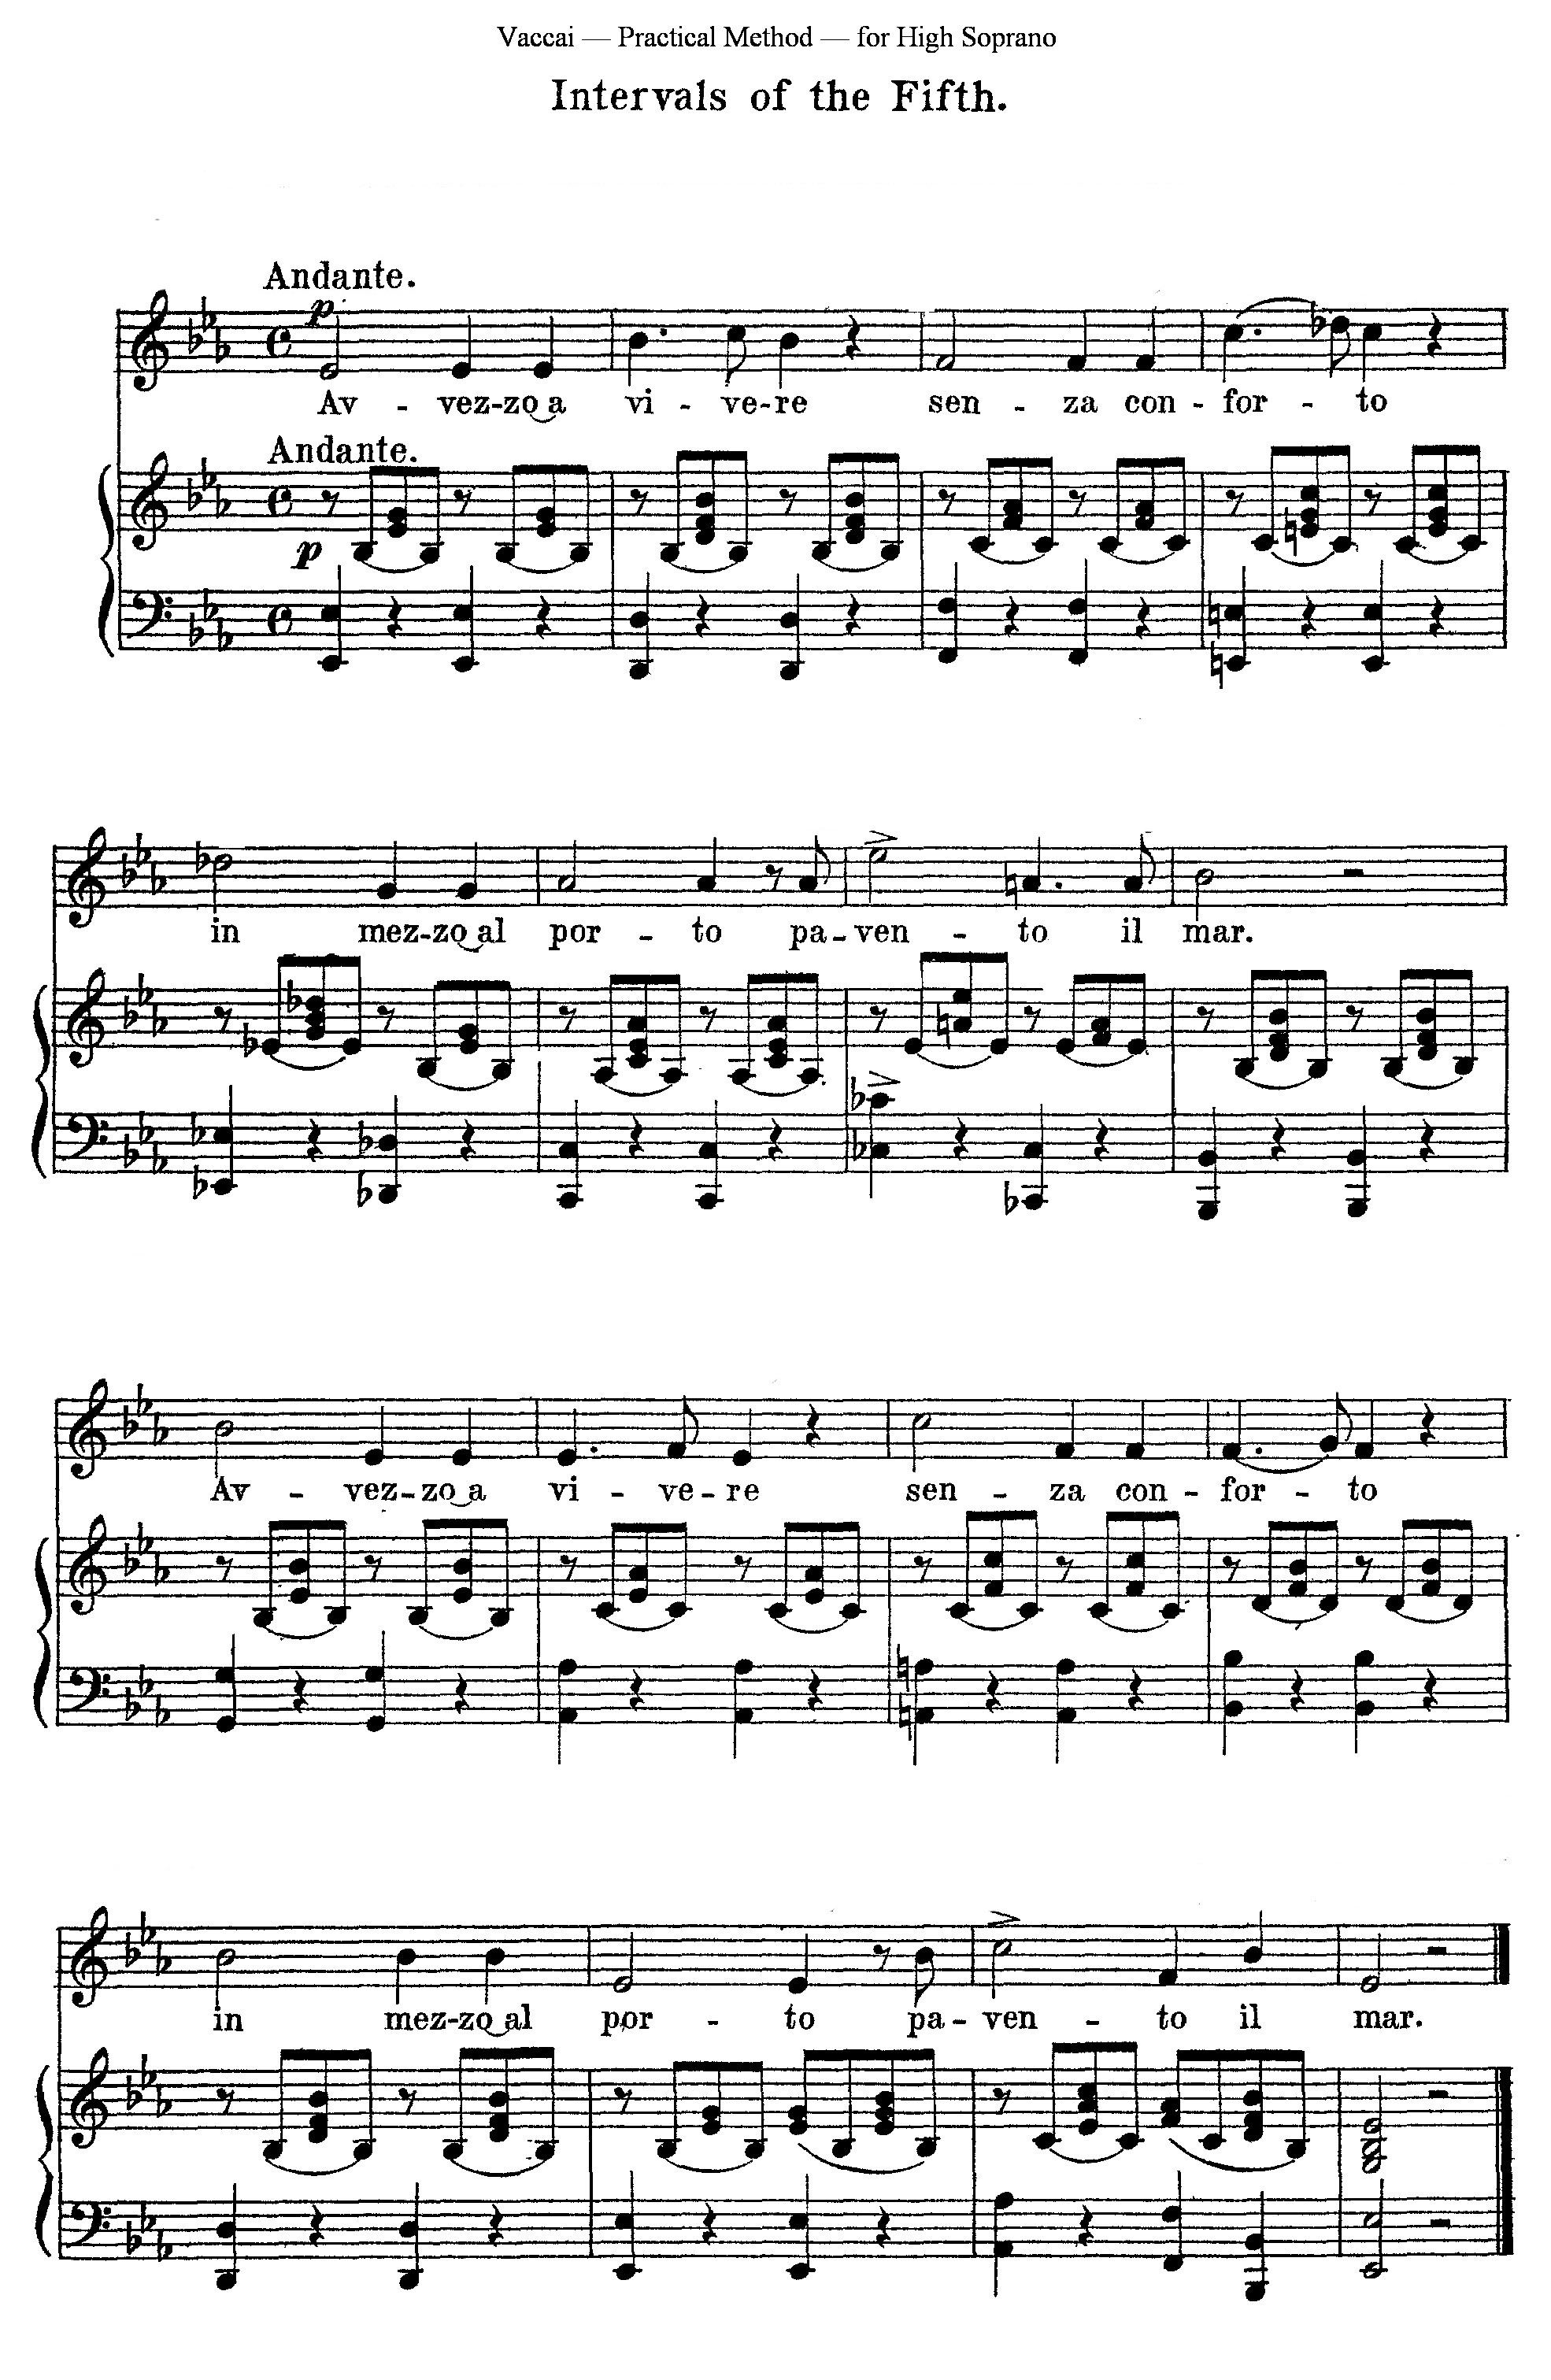 Vaccai — Practical Method — for High Soprano
Intervals of the Fifth.
Andante.
p
Av - vez-zo‿a vi - ve-re sen - za con - for - to
Andante.
p
in mez-zo‿al por - to pa-ven - to il mar.
Av - vez-zo‿a vi - ve-re sen - za con - for - to
in mez-zo‿al por - to pa-ven - to il mar.